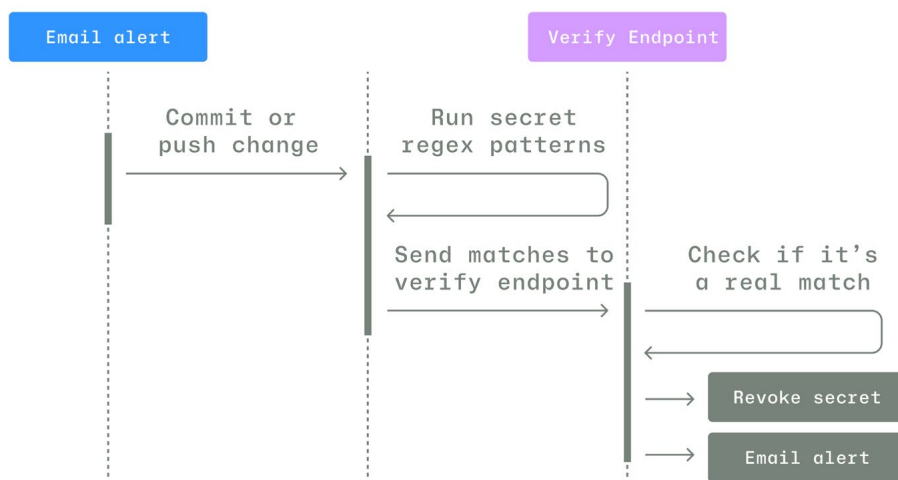 Email alert
Verify Endpoint
Commit or
push change
Run secret
regex patterns
Send matches to
verify endpoint
Check if it's
a real match
Revoke secret
Email alert